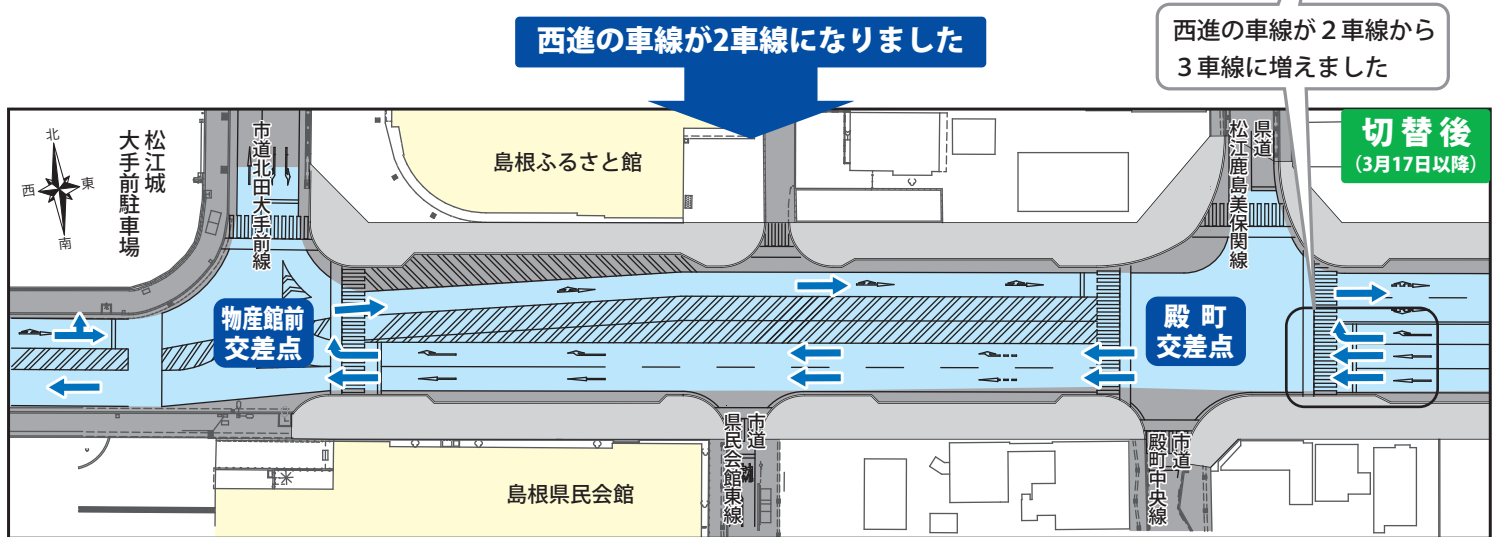 西進の車線が2車線になりました
西進の車線が２車線から
３車線に増えました
切替後
(3月17日以降)
北
西
東
南
松江城
大手前駐車場
市道北田大手前線
島根ふるさと館
県道
松江鹿島美保関線
物産館前
交差点
殿町
交差点
市道
県民会館東線
市道
殿町中央線
島根県民会館